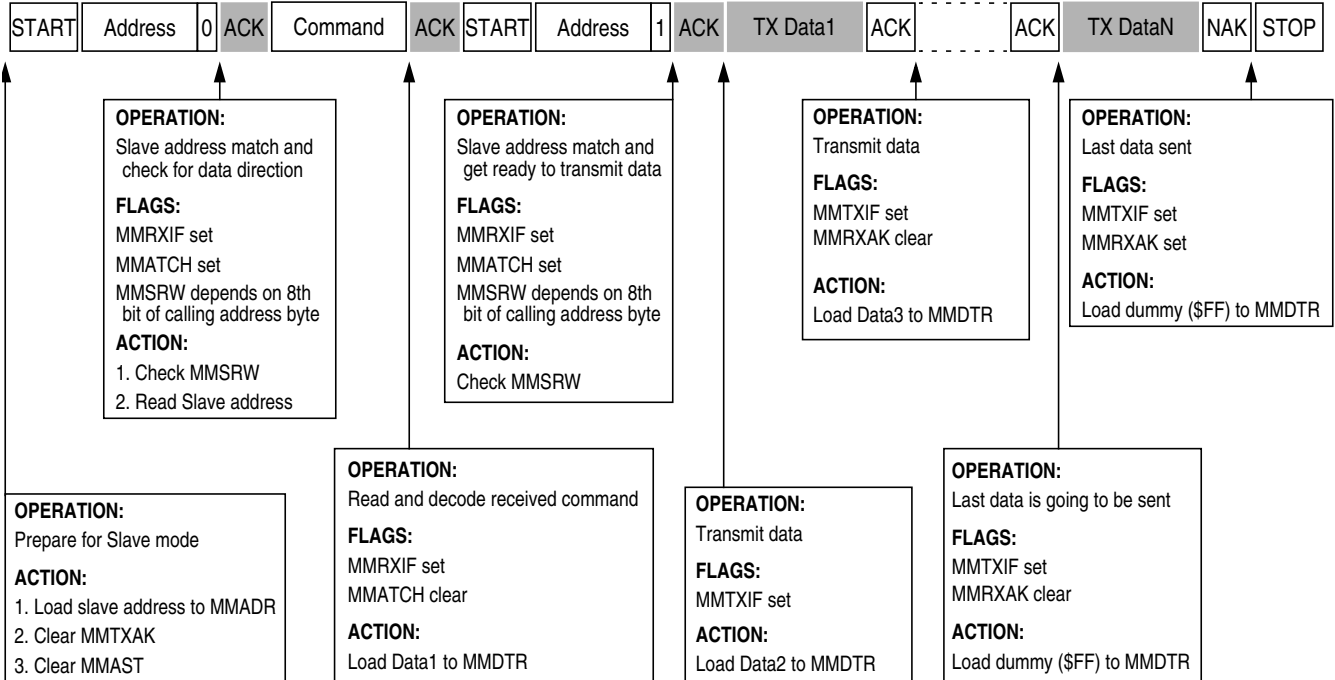 START Address 0 ACK Command ACK START Address 1 ACK TX Data1 ACK ACK TX DataN NAK STOP
OPERATION:
Slave address match and
check for data direction
FLAGS:
MMRXIF set
MMATCH set
MMSRW depends on 8th
bit of calling address byte
ACTION:
1. Check MMSRW
2. Read Slave address
OPERATION:
Slave address match and
get ready to transmit data
FLAGS:
MMRXIF set
MMATCH set
MMSRW depends on 8th
bit of calling address byte
ACTION:
Check MMSRW
OPERATION:
Transmit data
FLAGS:
MMTXIF set
MMRXAK clear
ACTION:
Load Data3 to MMDTR
OPERATION:
Last data sent
FLAGS:
MMTXIF set
MMRXAK set
ACTION:
Load dummy ($FF) to MMDTR
OPERATION:
Prepare for Slave mode
ACTION:
1. Load slave address to MMADR
2. Clear MMTXAK
3. Clear MMAST
OPERATION:
Read and decode received command
FLAGS:
MMRXIF set
MMATCH clear
ACTION:
Load Data1 to MMDTR
OPERATION:
Transmit data
FLAGS:
MMTXIF set
ACTION:
Load Data2 to MMDTR
OPERATION:
Last data is going to be sent
FLAGS:
MMTXIF set
MMRXAK clear
ACTION:
Load dummy ($FF) to MMDTR